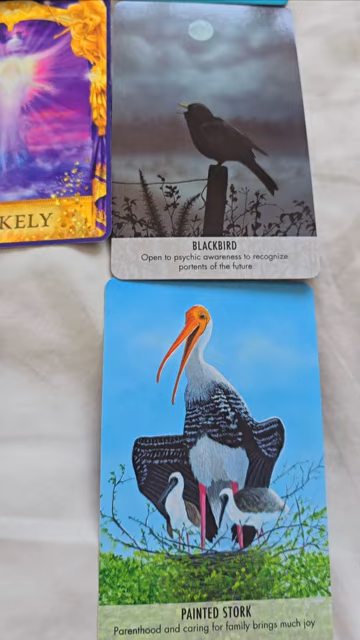 KELY
BLACKBIRD
Open to psychic awareness to recognize
portents of the future
PAINTED STORK
Parenthood and caring for family brings much joy